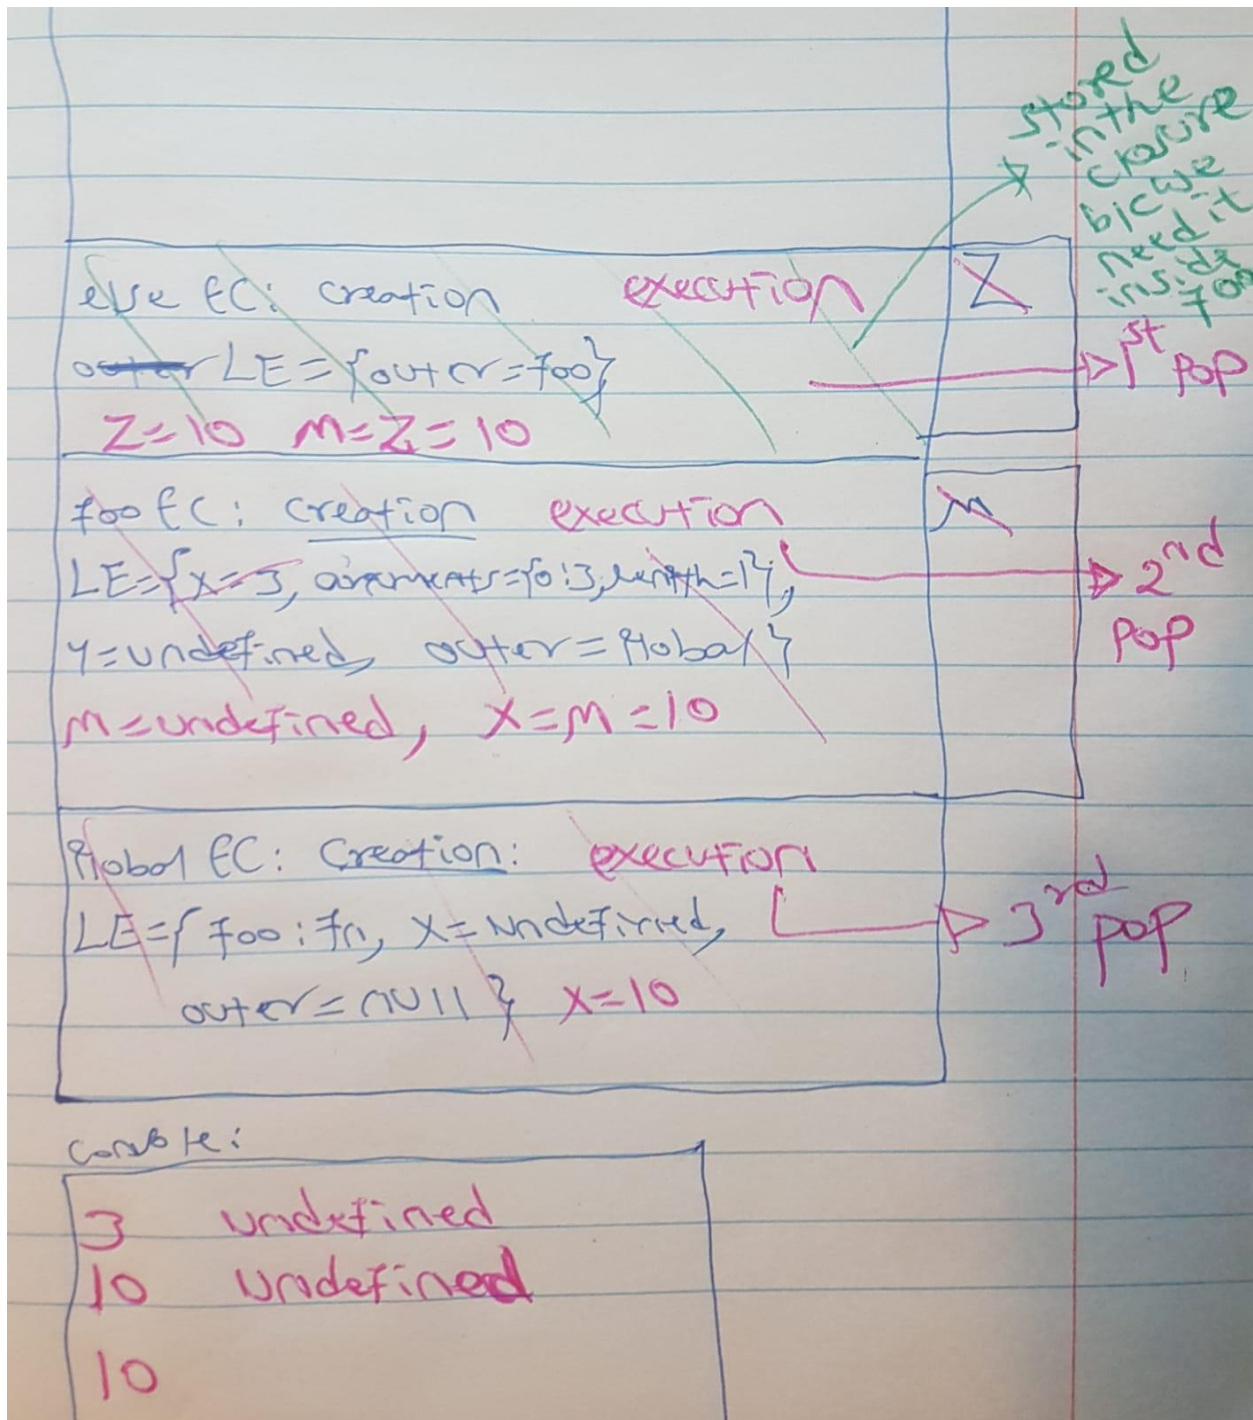 stored
in the
closure
b/c we
need it
inside
foo
else EC: creation execution
Z
outer LE={outer=foo}
1st pop
Z=10 m=Z=10
foo EC: creation execution
M
LE={x=3, arguments={0:3, length=1},
2nd
pop
y=undefined, outer=global}
m=undefined, x=m=10
global EC: creation: execution
LE={foo:fn, x=undefined,
3rd pop
outer=null} x=10
console:
3 undefined
10 undefined
10